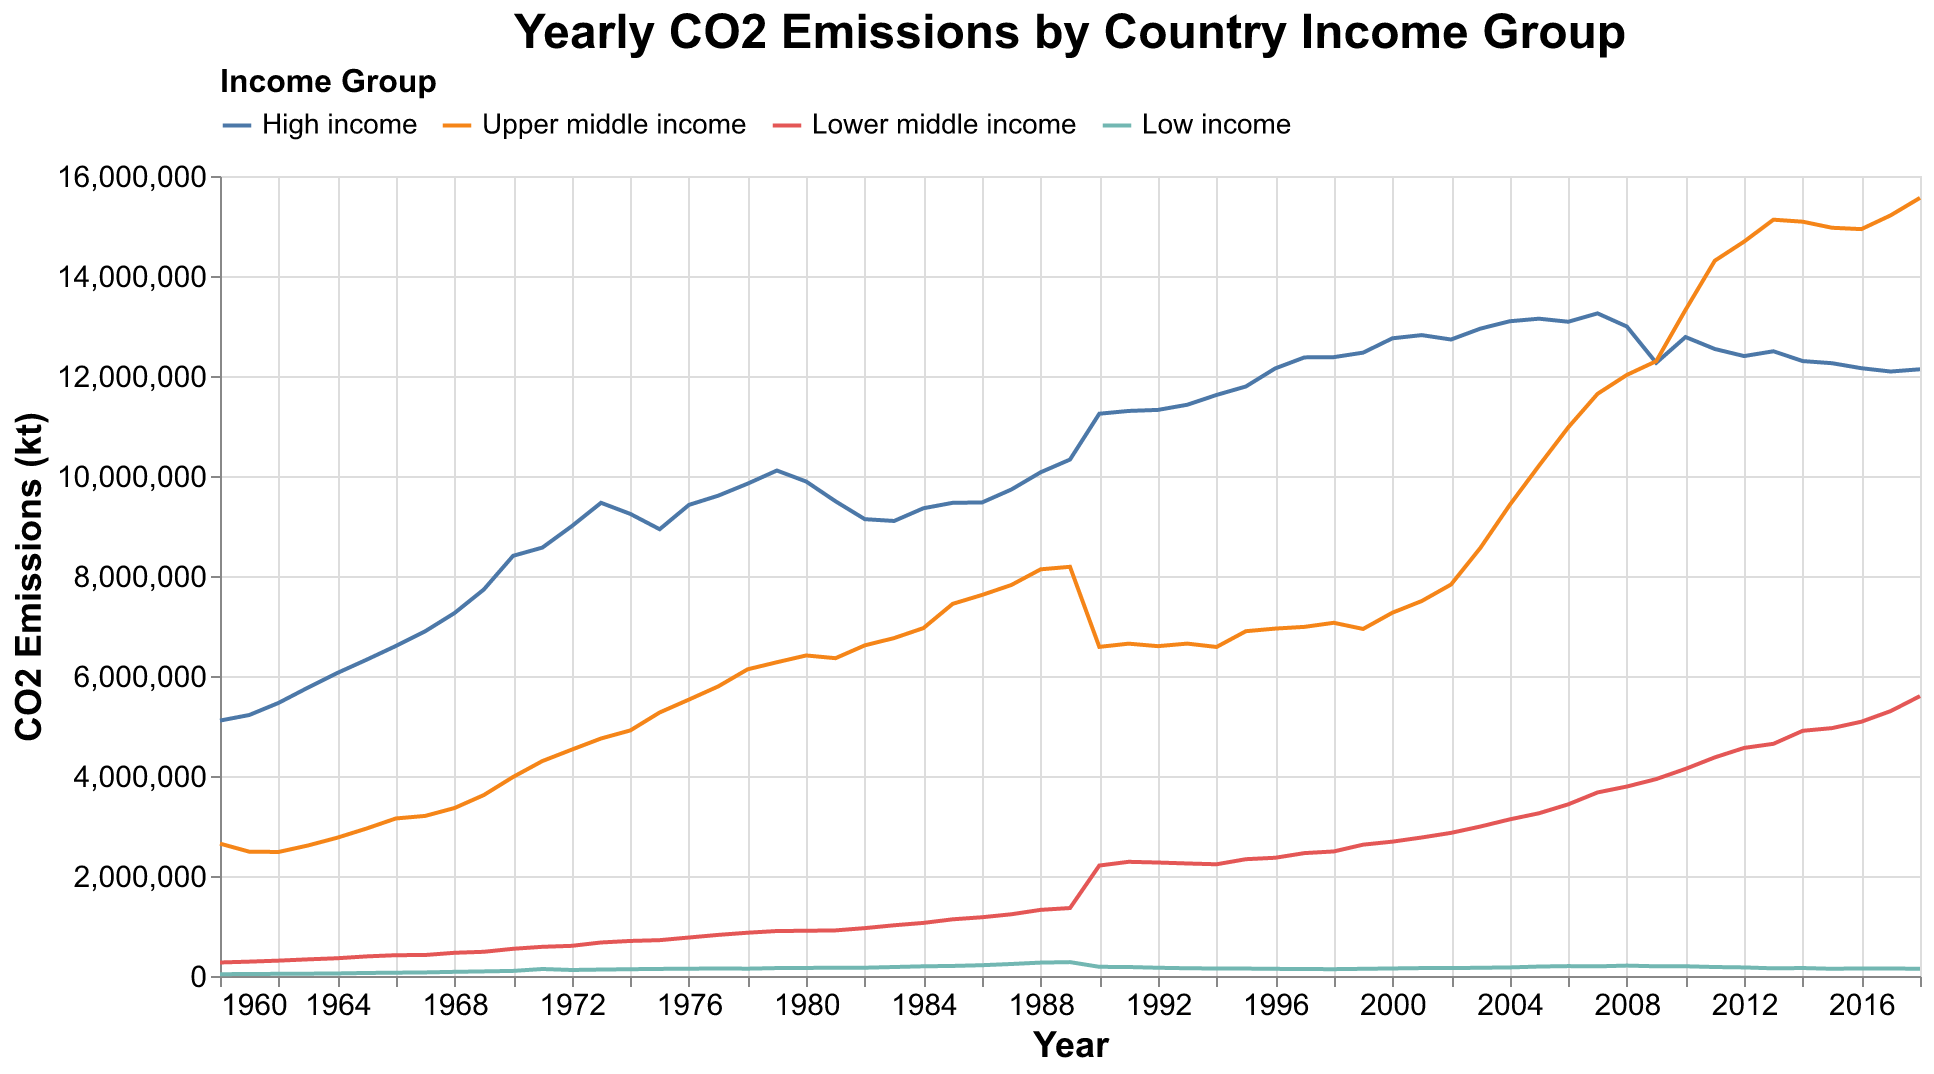 Yearly CO2 Emissions by Country Income Group
Income Group
High income Upper middle income Lower middle income Low income
16,000,000
14,000,000
12,000,000
10,000,000
8,000,000
6,000,000
4,000,000
2,000,000
0
CO2 Emissions (kt)
1960 1964 1968 1972 1976 1980 1984 1988 1992 1996 2000 2004 2008 2012 2016
Year